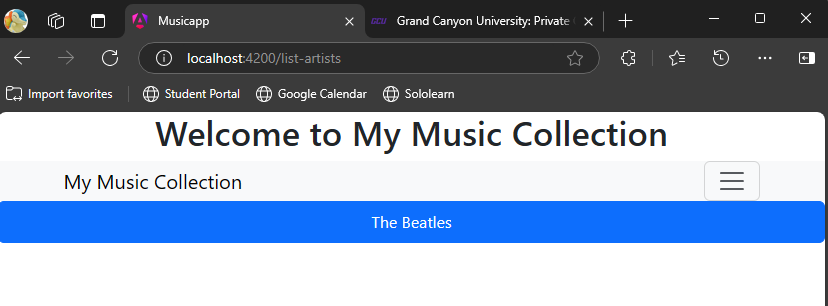 Musicapp
GCU Grand Canyon University: Private
localhost:4200/list-artists
Import favorites Student Portal Google Calendar Sololearn
Welcome to My Music Collection
My Music Collection
The Beatles